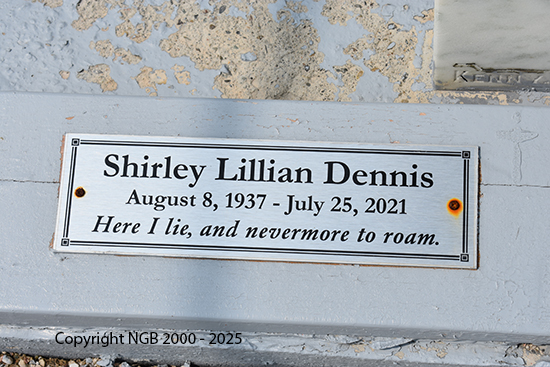 Shirley Lillian Dennis
August 8, 1937 - July 25, 2021
Here I lie, and nevermore to roam.
Copyright NGB 2000 - 2025